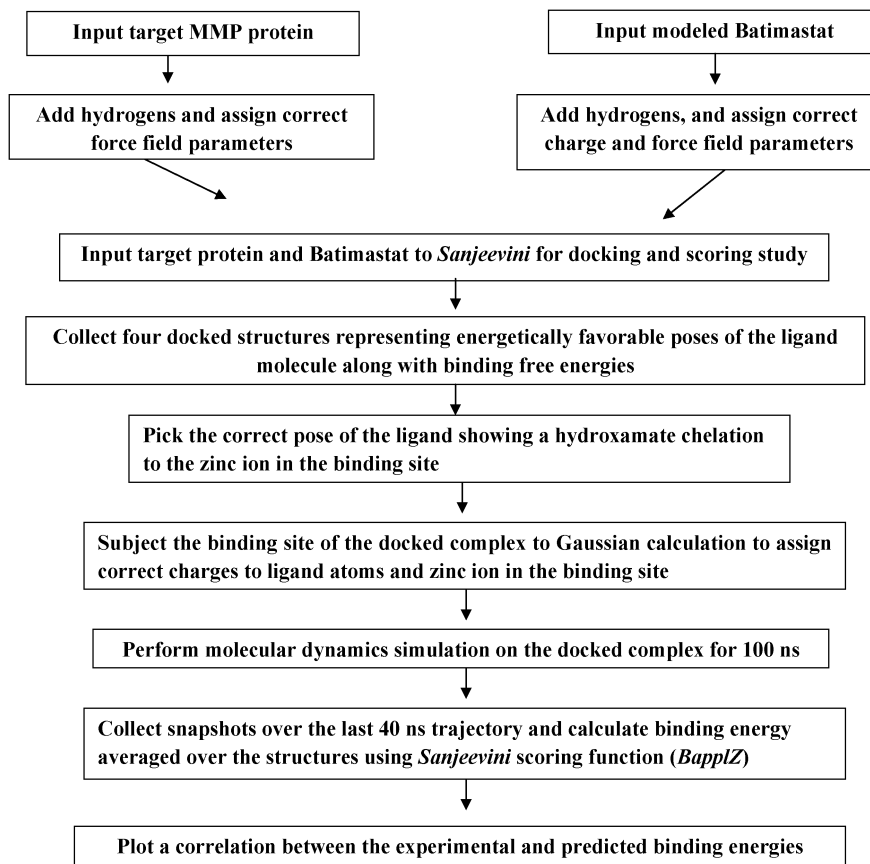 Input target MMP protein
Input modeled Batimastat
Add hydrogens and assign correct
force field parameters
Add hydrogens, and assign correct
charge and force field parameters
Input target protein and Batimastat to Sanjeevini for docking and scoring study
Collect four docked structures representing energetically favorable poses of the ligand
molecule along with binding free energies
Pick the correct pose of the ligand showing a hydroxamate chelation
to the zinc ion in the binding site
Subject the binding site of the docked complex to Gaussian calculation to assign
correct charges to ligand atoms and zinc ion in the binding site
Perform molecular dynamics simulation on the docked complex for 100 ns
Collect snapshots over the last 40 ns trajectory and calculate binding energy
averaged over the structures using Sanjeevini scoring function (BapplZ)
Plot a correlation between the experimental and predicted binding energies